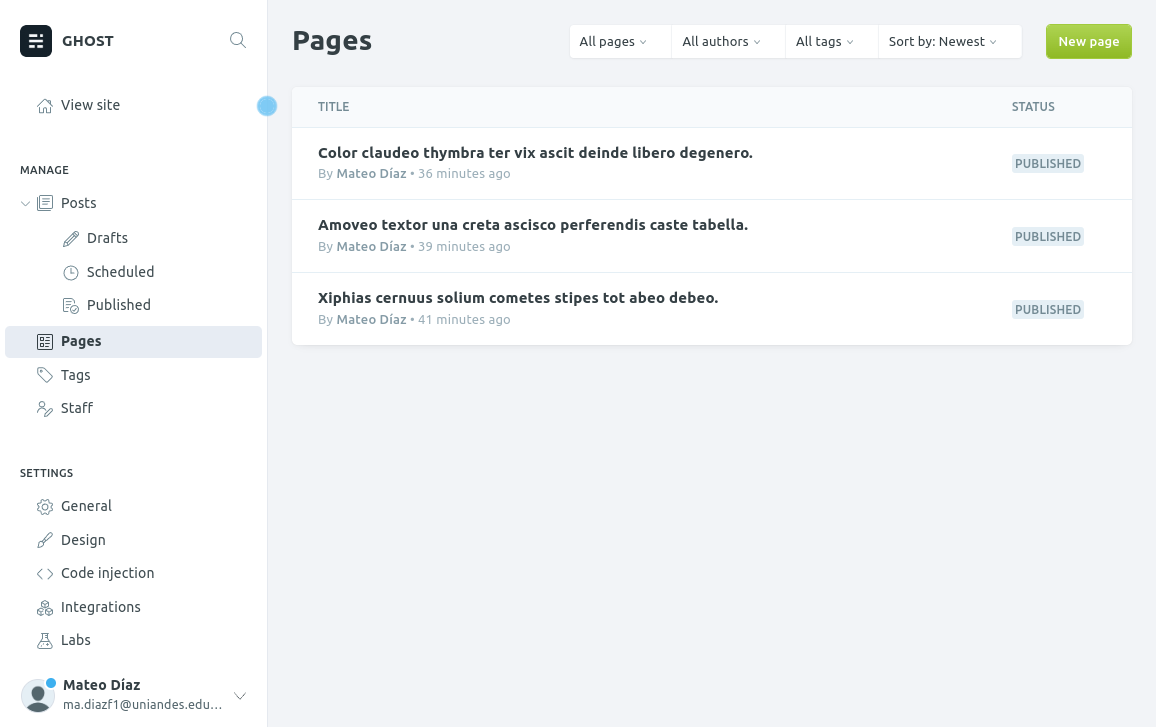 GHOST
View site
MANAGE
Posts
Drafts
Scheduled
Published
Pages
Tags
Staff
SETTINGS
General
Design
Code injection
Integrations
Labs
Mateo Díaz
ma.diazf1@uniandes.edu…
Pages
All pages
All authors
All tags
Sort by: Newest
New page
TITLE STATUS
Color claudeo thymbra ter vix ascit deinde libero degenero.
By Mateo Díaz • 36 minutes ago
PUBLISHED
Amoveo textor una creta ascisco perferendis caste tabella.
By Mateo Díaz • 39 minutes ago
PUBLISHED
Xiphias cernuus solium cometes stipes tot abeo debeo.
By Mateo Díaz • 41 minutes ago
PUBLISHED